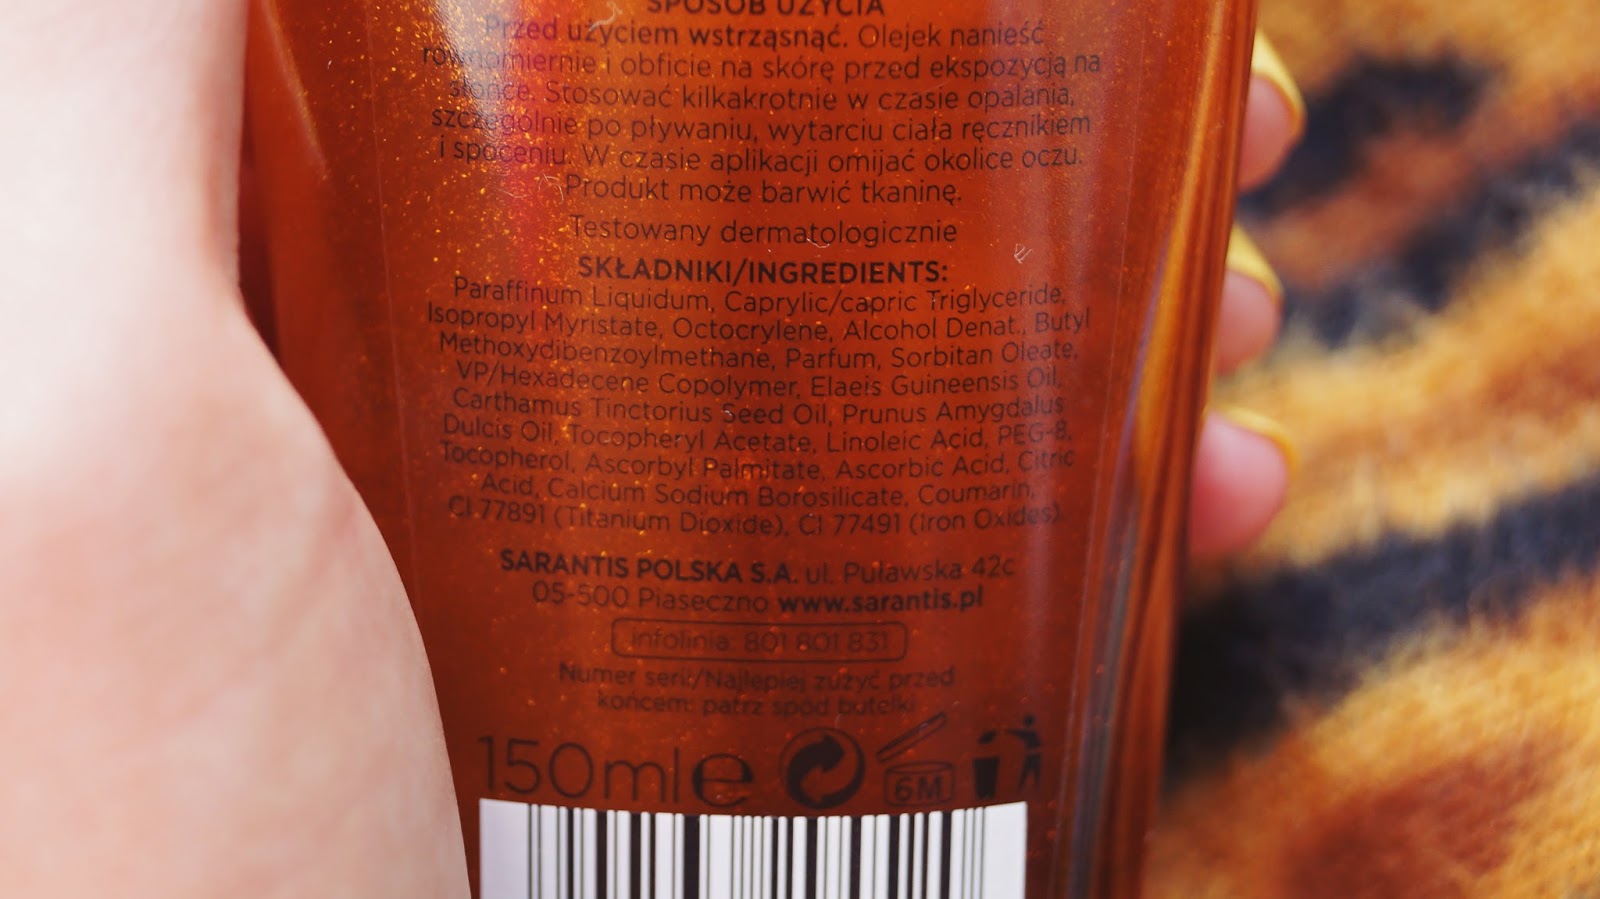 SPOSÓB UŻYCIA
Przed użyciem wstrząsnąć. Olejek nanieść
równomiernie i obficie na skórę przed ekspozycją na
słońce. Stosować kilkakrotnie w czasie opalania,
szczególnie po pływaniu, wytarciu ciała ręcznikiem
i spoceniu. W czasie aplikacji omijać okolice oczu.
Produkt może barwić tkaninę.
Testowany dermatologicznie
SKŁADNIKI/INGREDIENTS:
Paraffinum Liquidum, Caprylic/capric Triglyceride,
Isopropyl Myristate, Octocrylene, Alcohol Denat., Butyl
Methoxydibenzoylmethane, Parfum, Sorbitan Oleate,
VP/Hexadecene Copolymer, Elaeis Guineensis Oil,
Carthamus Tinctorius Seed Oil, Prunus Amygdalus
Dulcis Oil, Tocopheryl Acetate, Linoleic Acid, PEG-8,
Tocopherol, Ascorbyl Palmitate, Ascorbic Acid, Citric
Acid, Calcium Sodium Borosilicate, Coumarin,
CI 77891 (Titanium Dioxide), CI 77491 (Iron Oxides)
SARANTIS POLSKA S.A. ul. Puławska 42c
05-500 Piaseczno www.sarantis.pl
infolinia: 801 801 831
Numer serii/Najlepiej zużyć przed
końcem: patrz spód butelki
150ml e
6M